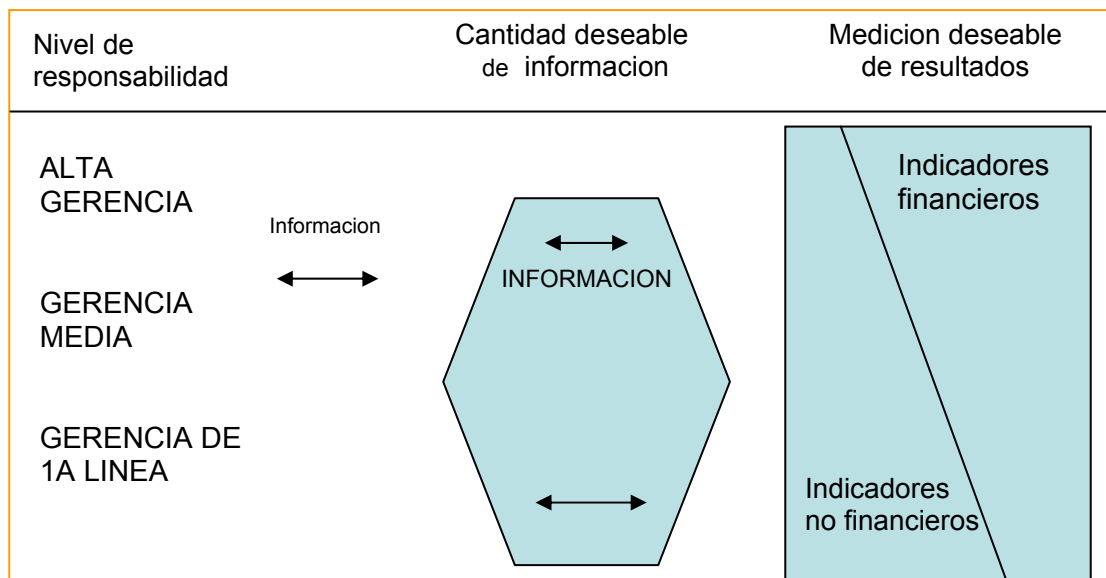 Nivel de
responsabilidad
Cantidad deseable
de informacion
Medicion deseable
de resultados
ALTA
GERENCIA
Informacion
GERENCIA
MEDIA
GERENCIA DE
1A LINEA
INFORMACION
Indicadores
financieros
Indicadores
no financieros